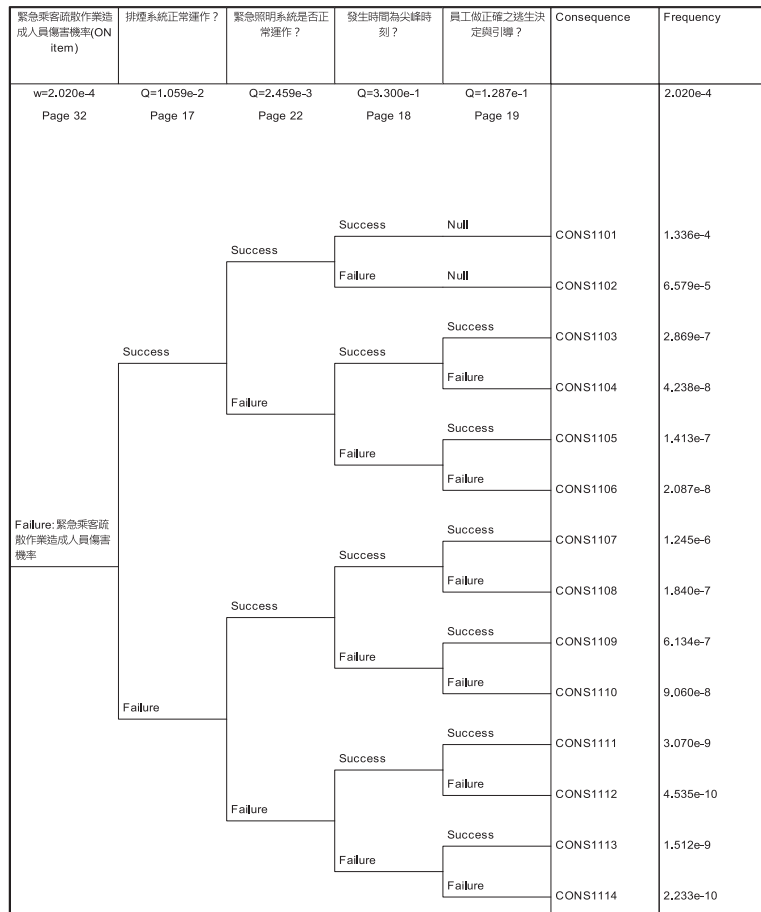 緊急乘客疏散作業造
成人員傷害機率(ON
item)
排煙系統正常運作？
緊急照明系統是否正
常運作？
發生時間為尖峰時
刻？
員工做正確之逃生決
定與引導？
Consequence
Frequency
w=2.020e-4
Q=1.059e-2
Q=2.459e-3
Q=3.300e-1
Q=1.287e-1
2.020e-4
Page 32
Page 17
Page 22
Page 18
Page 19
Success
Null
CONS1101
1.336e-4
Success
Failure
Null
CONS1102
6.579e-5
Success
CONS1103
2.869e-7
Success
Success
Failure
CONS1104
4.238e-8
Failure
Success
CONS1105
1.413e-7
Failure
Failure
CONS1106
2.087e-8
Failure: 緊急乘客疏
散作業造成人員傷害
機率
Success
CONS1107
1.245e-6
Success
Failure
CONS1108
1.840e-7
Success
Success
CONS1109
6.134e-7
Failure
Failure
CONS1110
9.060e-8
Failure
Success
CONS1111
3.070e-9
Success
Failure
CONS1112
4.535e-10
Failure
Success
CONS1113
1.512e-9
Failure
Failure
CONS1114
2.233e-10